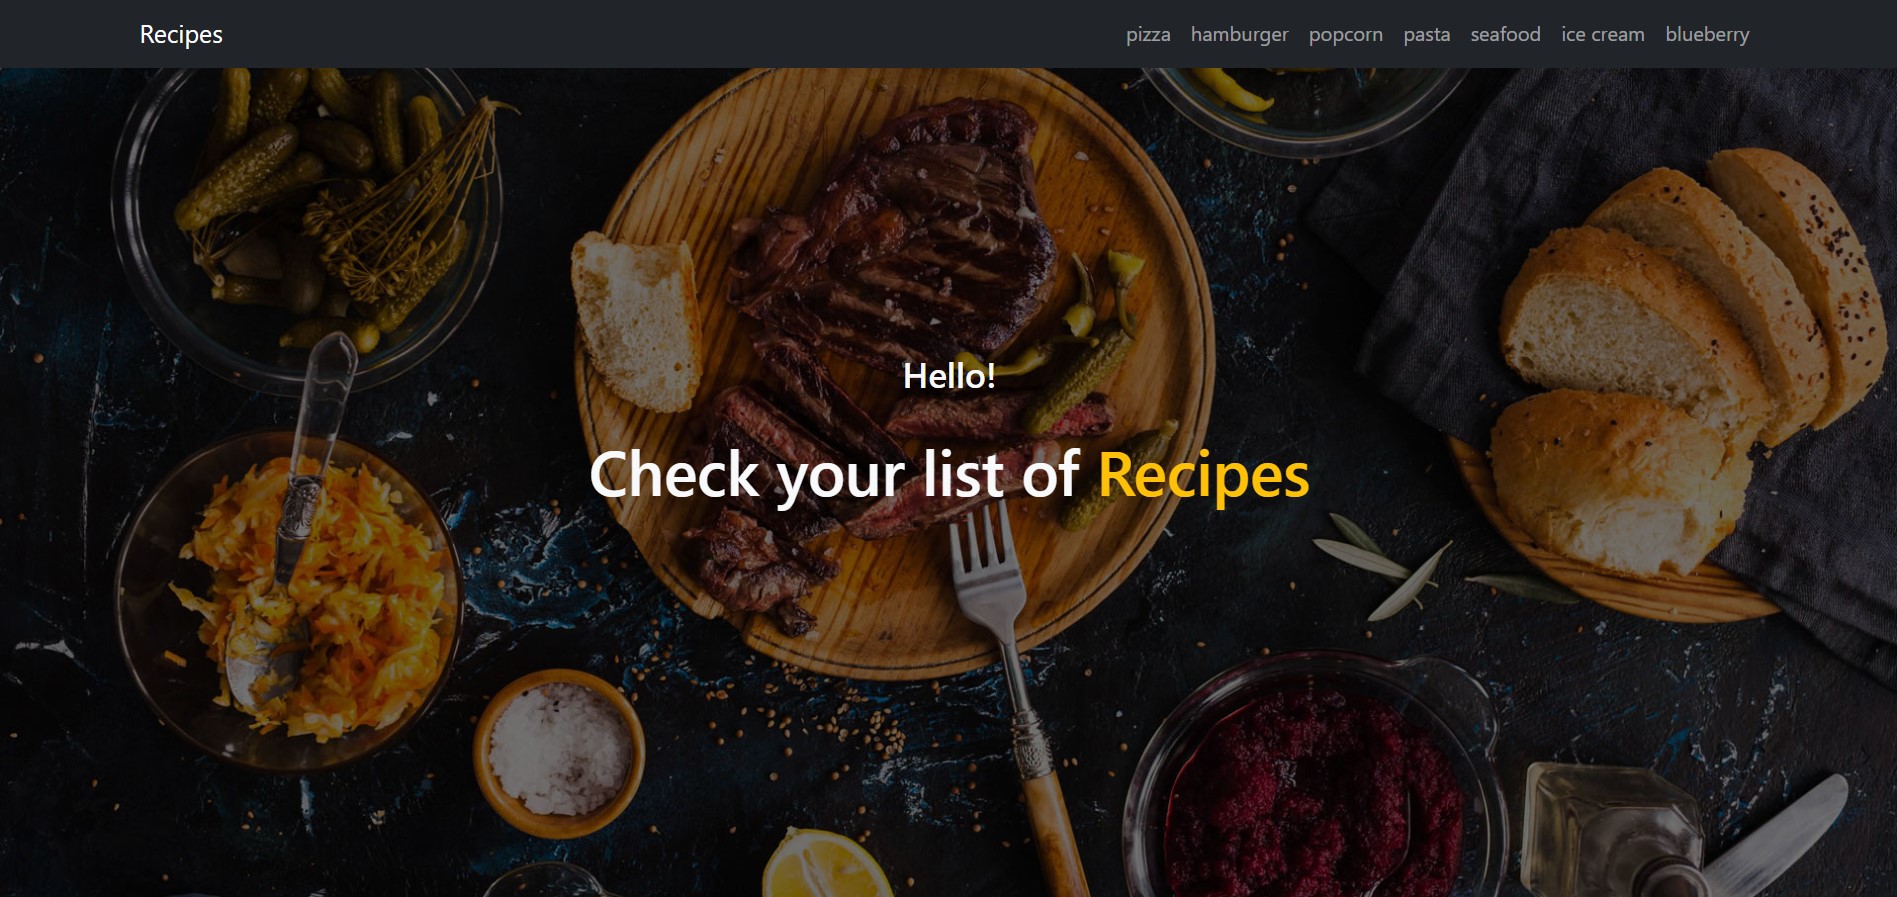 Recipes pizza hamburger popcorn pasta seafood ice cream blueberry
Hello!
Check your list of Recipes